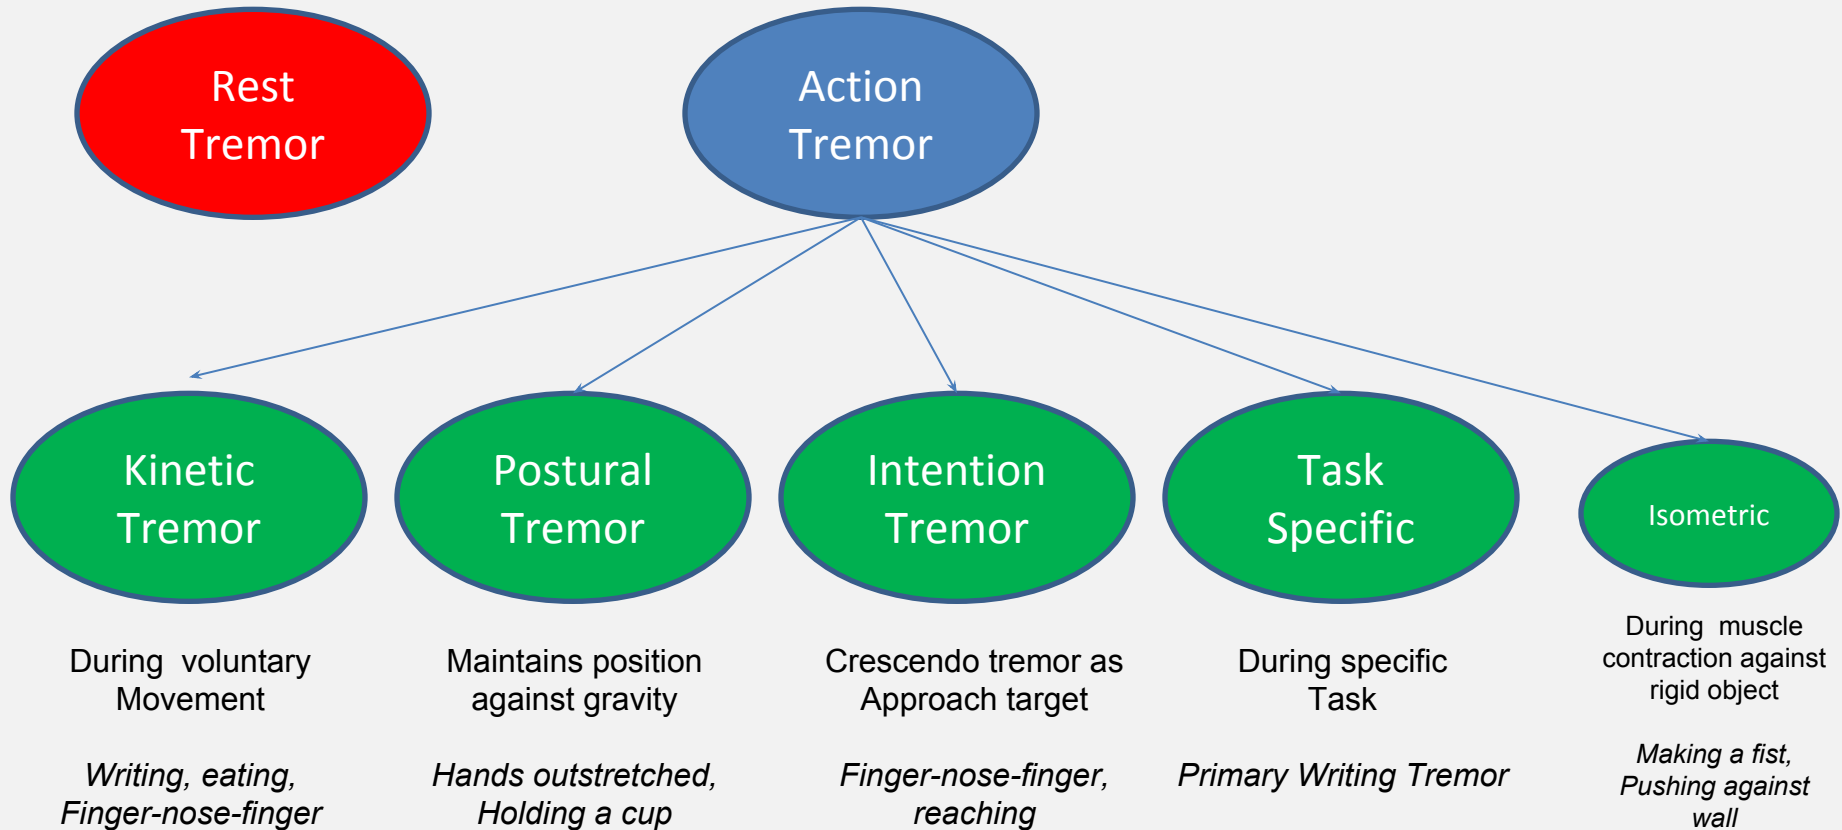 Rest
Tremor
Action
Tremor
Kinetic
Tremor
Postural
Tremor
Intention
Tremor
Task
Specific
Isometric
During  voluntary
Movement
Writing, eating,
Finger-nose-finger
Maintains position
against gravity
Hands outstretched,
Holding a cup
Crescendo tremor as
Approach target
Finger-nose-finger,
reaching
During specific
Task
Primary Writing Tremor
During  muscle
contraction against
rigid object
Making a fist,
Pushing against
wall